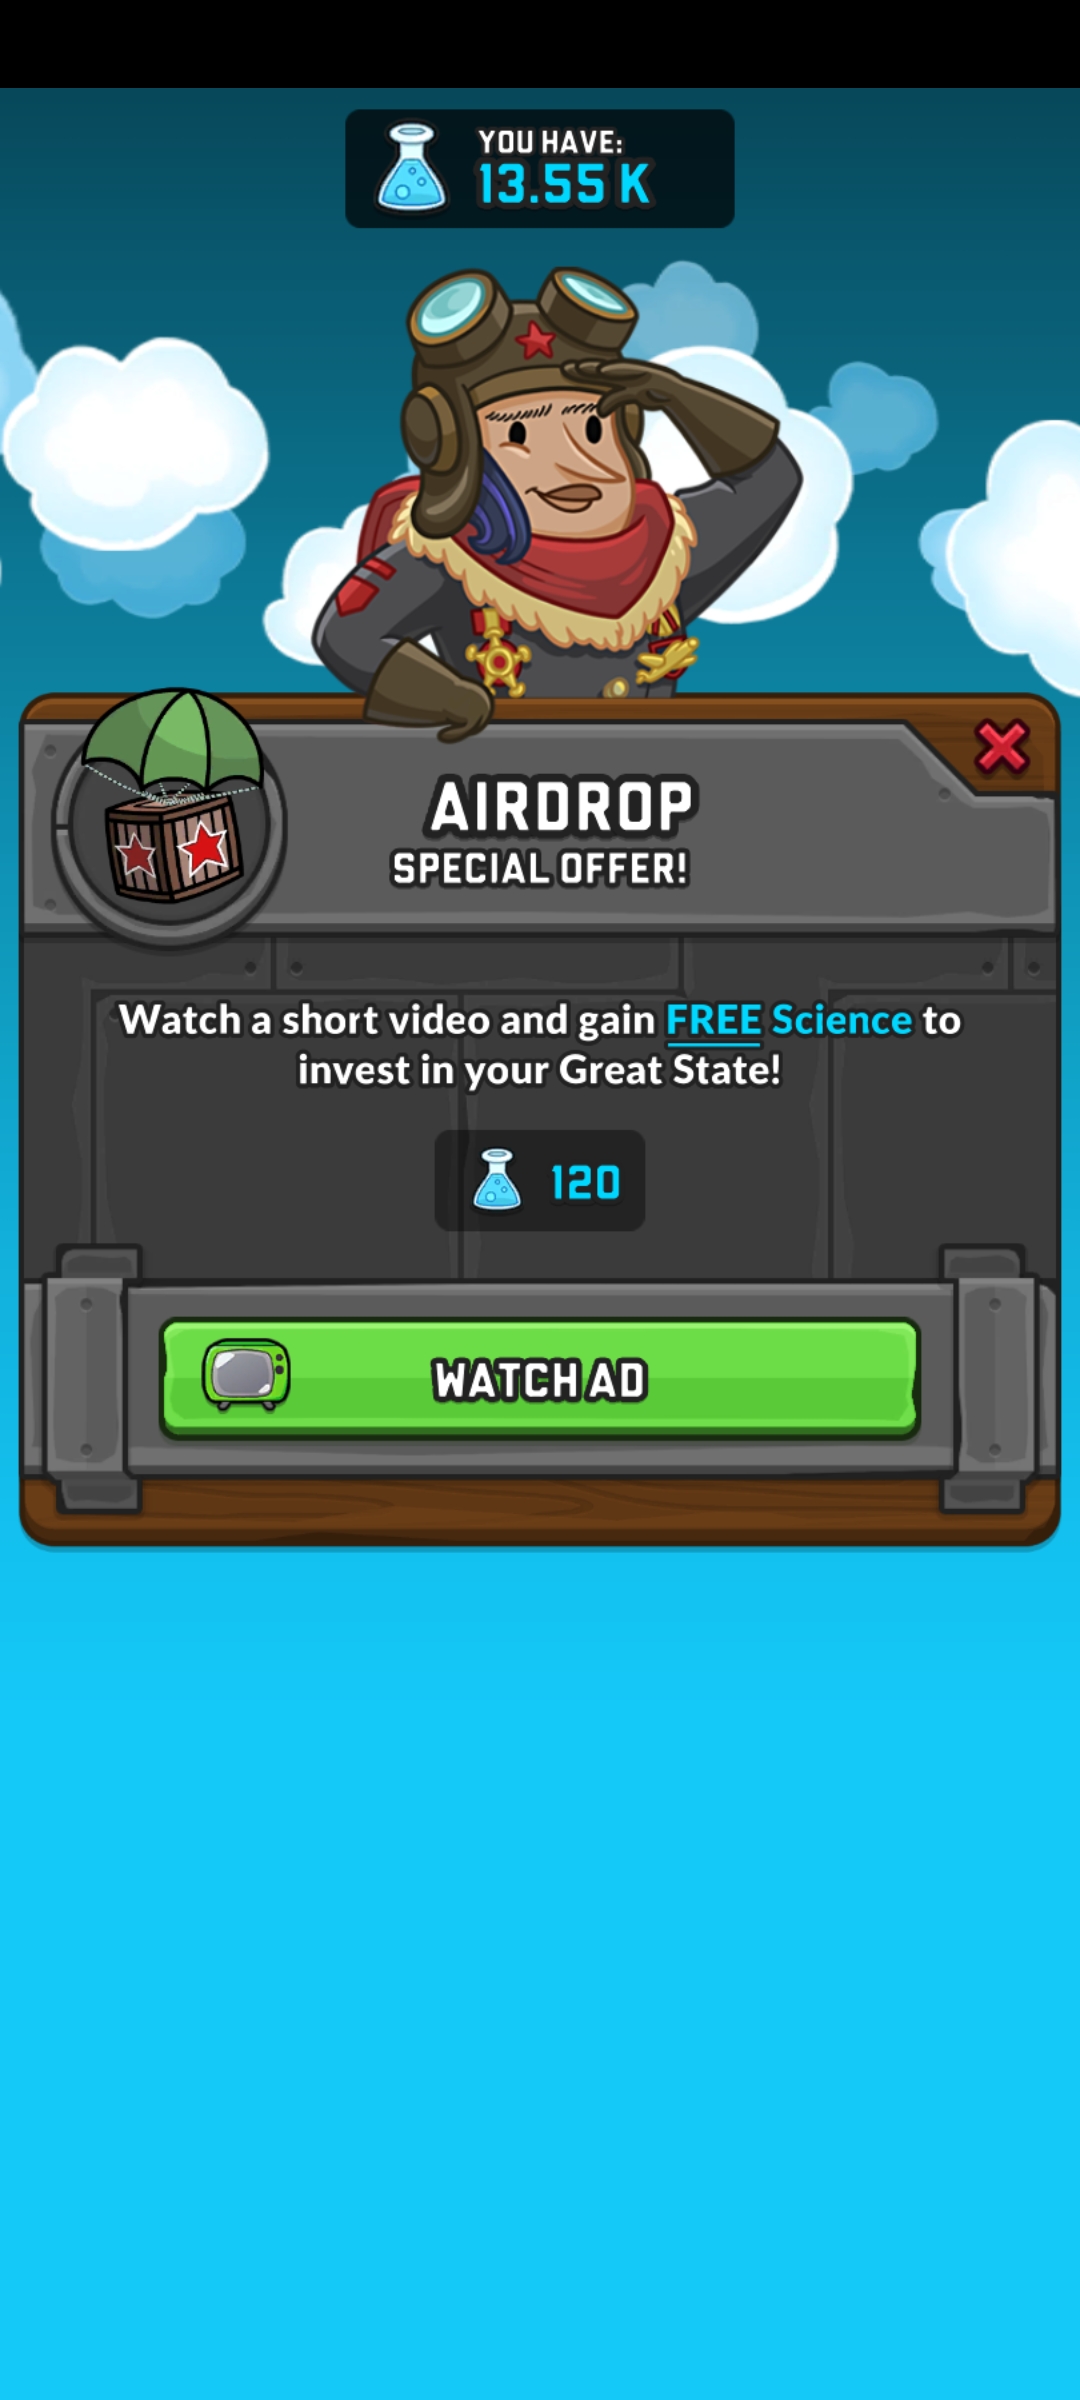 YOU HAVE:
13.55 K
AIRDROP
SPECIAL OFFER!
Watch a short video and gain FREE Science to
invest in your Great State!
120
WATCH AD